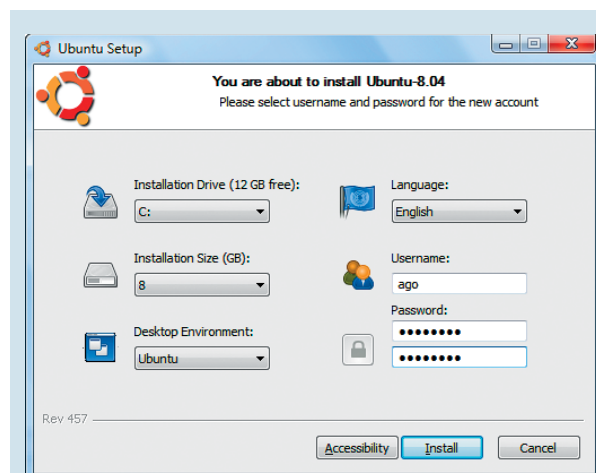 Ubuntu Setup
You are about to install Ubuntu-8.04
Please select username and password for the new account
Installation Drive (12 GB free):
C:
Language:
English
Installation Size (GB):
8
Username:
ago
Password:
••••••••
Desktop Environment:
Ubuntu
••••••••
Rev 457
Accessibility
Install
Cancel